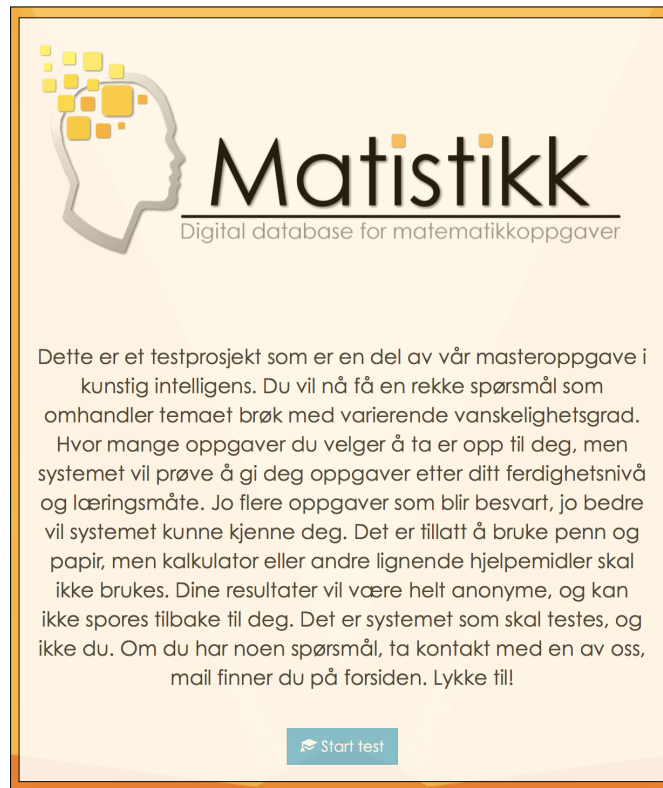 Matistikk
Digital database for matematikkoppgaver
Dette er et testprosjekt som er en del av vår masteroppgave i
kunstig intelligens. Du vil nå få en rekke spørsmål som
omhandler temaet brøk med varierende vanskelighetsgrad.
Hvor mange oppgaver du velger å ta er opp til deg, men
systemet vil prøve å gi deg oppgaver etter ditt ferdighetsnivå
og læringsmåte. Jo flere oppgaver som blir besvart, jo bedre
vil systemet kunne kjenne deg. Det er tillatt å bruke penn og
papir, men kalkulator eller andre lignende hjelpemidler skal
ikke brukes. Dine resultater vil være helt anonyme, og kan
ikke spores tilbake til deg. Det er systemet som skal testes, og
ikke du. Om du har noen spørsmål, ta kontakt med en av oss,
mail finner du på forsiden. Lykke til!
Start test